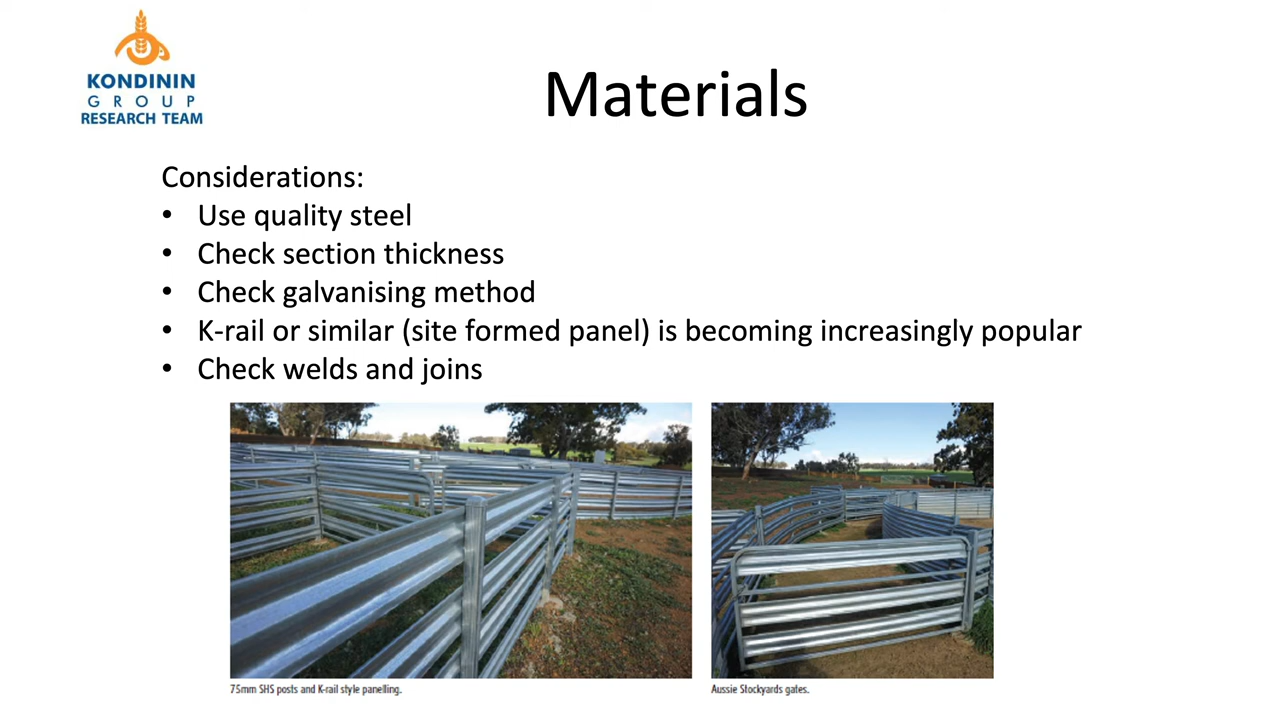 KONDININ
GROUP
RESEARCH TEAM
Materials
Considerations:
• Use quality steel
• Check section thickness
• Check galvanising method
• K-rail or similar (site formed panel) is becoming increasingly popular
• Check welds and joins
75mm SHS posts and K-rail style panelling.
Aussie Stockyards gates.